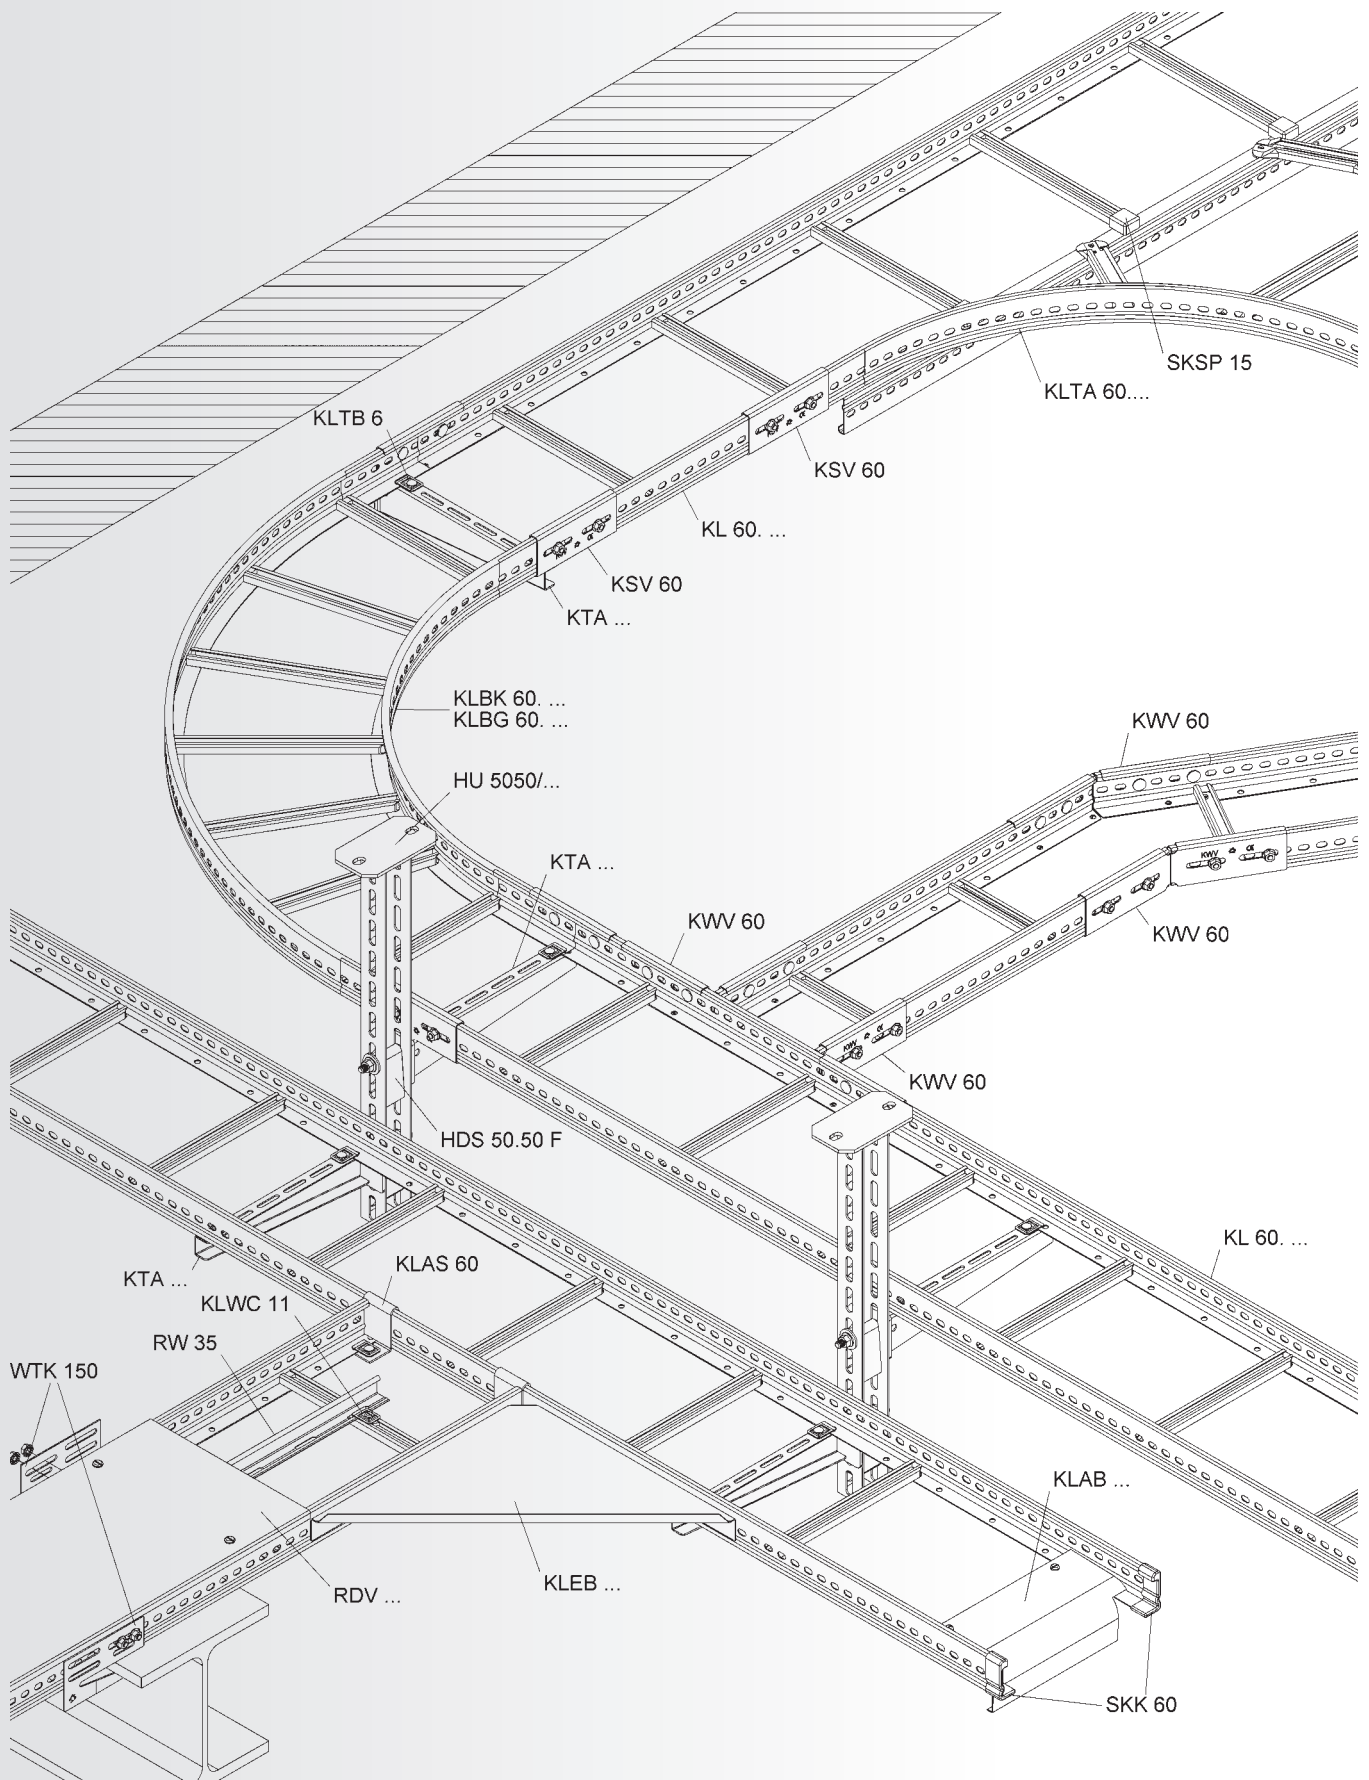 SKSP 15
KLTA 60....
KLTB 6
KSV 60
KL 60. ...
KSV 60
KTA ...
KLBK 60. ...
KLBG 60. ...
KWV 60
HU 5050/...
KTA ...
KWV
KWV 60
KWV 60
KWV
KWV 60
HDS 50.50 F
KL 60. ...
KLAS 60
KTA ...
KLWC 11
RW 35
WTK 150
KLAB ...
KLEB ...
RDV ...
SKK 60